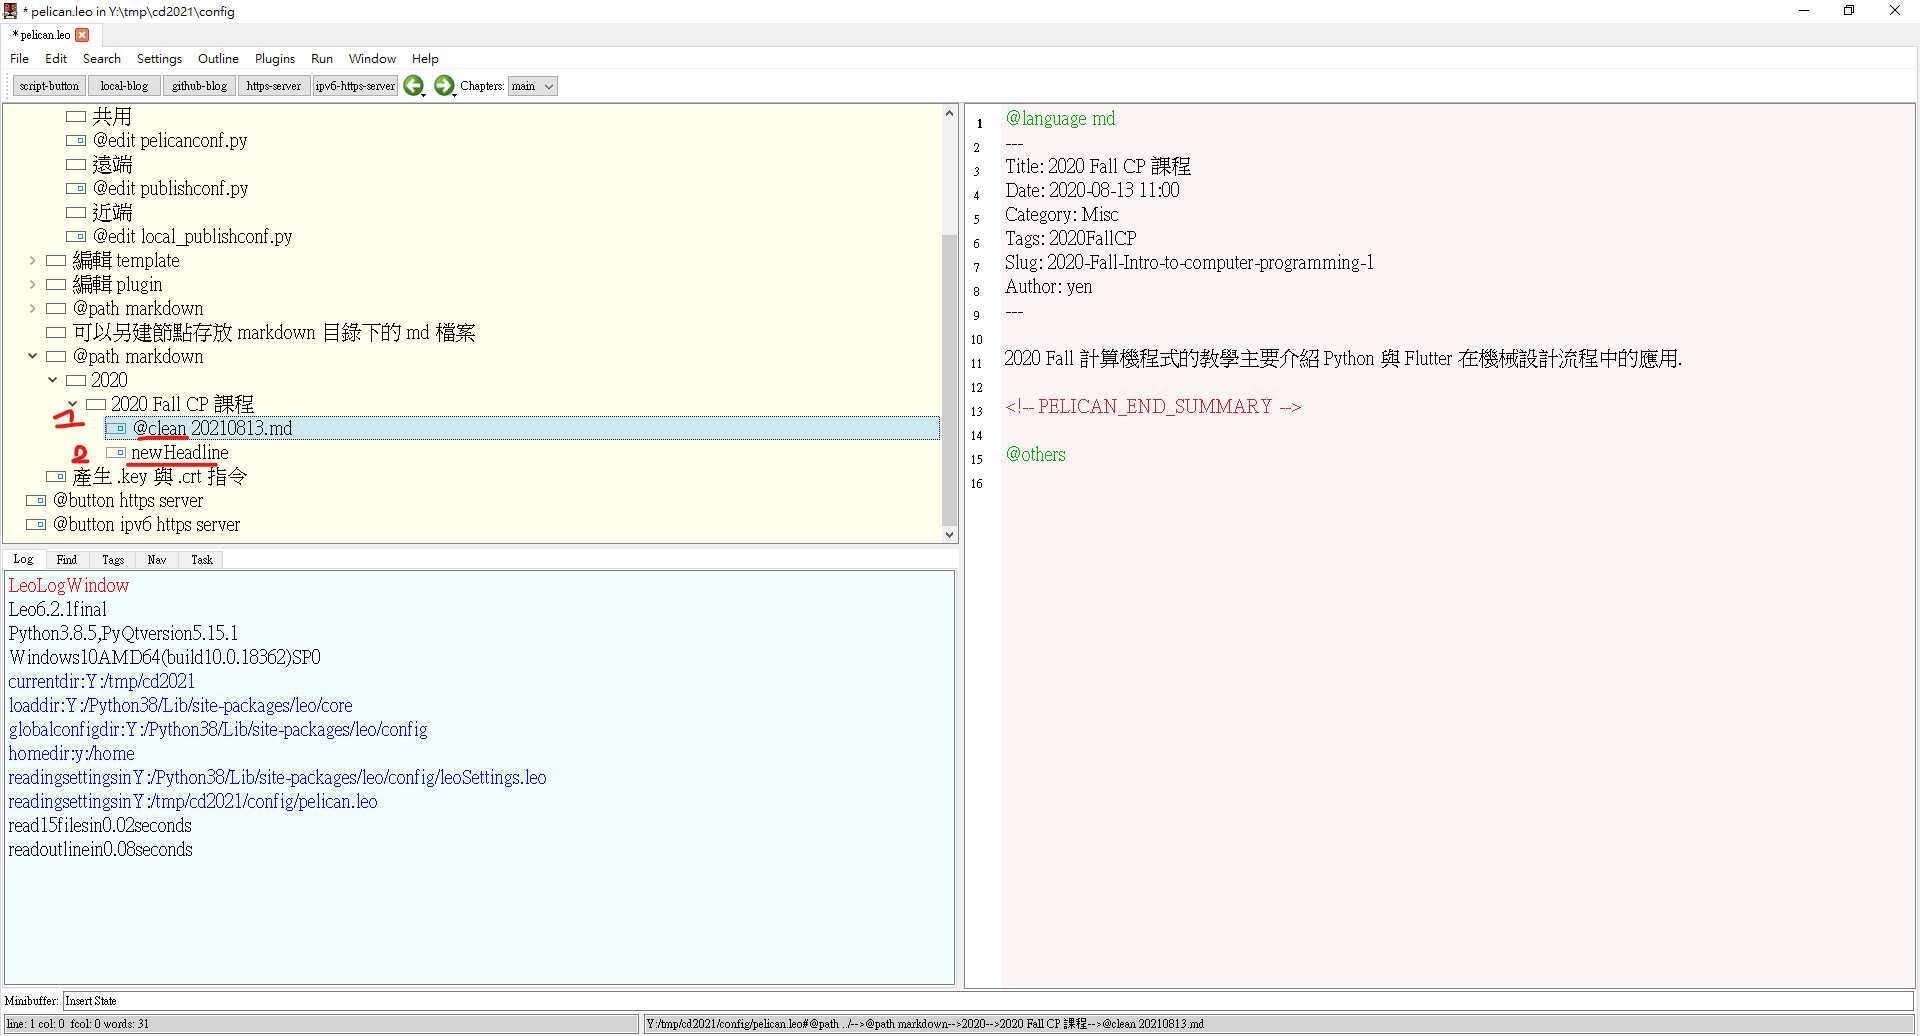 * pelican.leo in Y:\tmp\cd2021\config
* pelican.leo
File Edit Search Settings Outline Plugins Run Window Help
script-button local-blog github-blog https-server ipv6-https-server Chapters: main
共用
@edit pelicanconf.py
遠端
@edit publishconf.py
近端
@edit local_publishconf.py
編輯 template
編輯 plugin
@path markdown
可以另建節點存放 markdown 目錄下的 md 檔案
@path markdown
2020
2020 Fall CP 課程
1 @clean 20210813.md
2 newHeadline
產生 .key 與 .crt 指令
@button https server
@button ipv6 https server
Log Find Tags Nav Task
LeoLogWindow
Leo6.2.1final
Python3.8.5,PyQtversion5.15.1
Windows10AMD64(build10.0.18362)SP0
currentdir:Y:/tmp/cd2021
loaddir:Y:/Python38/Lib/site-packages/leo/core
globalconfigdir:Y:/Python38/Lib/site-packages/leo/config
homedir:y:/home
readingsettingsinY:/Python38/Lib/site-packages/leo/config/leoSettings.leo
readingsettingsinY:/tmp/cd2021/config/pelican.leo
read15filesin0.02seconds
readoutlinein0.08seconds
1 @language md
2 ---
3 Title: 2020 Fall CP 課程
4 Date: 2020-08-13 11:00
5 Category: Misc
6 Tags: 2020FallCP
7 Slug: 2020-Fall-Intro-to-computer-programming-1
8 Author: yen
9 ---
10
11 2020 Fall 計算機程式的教學主要介紹 Python 與 Flutter 在機械設計流程中的應用.
12
13 <!-- PELICAN_END_SUMMARY -->
14
15 @others
16
Minibuffer: Insert State
line: 1 col: 0 fcol: 0 words: 31
Y:/tmp/cd2021/config/pelican.leo#@path ../-->@path markdown-->2020-->2020 Fall CP 課程-->@clean 20210813.md